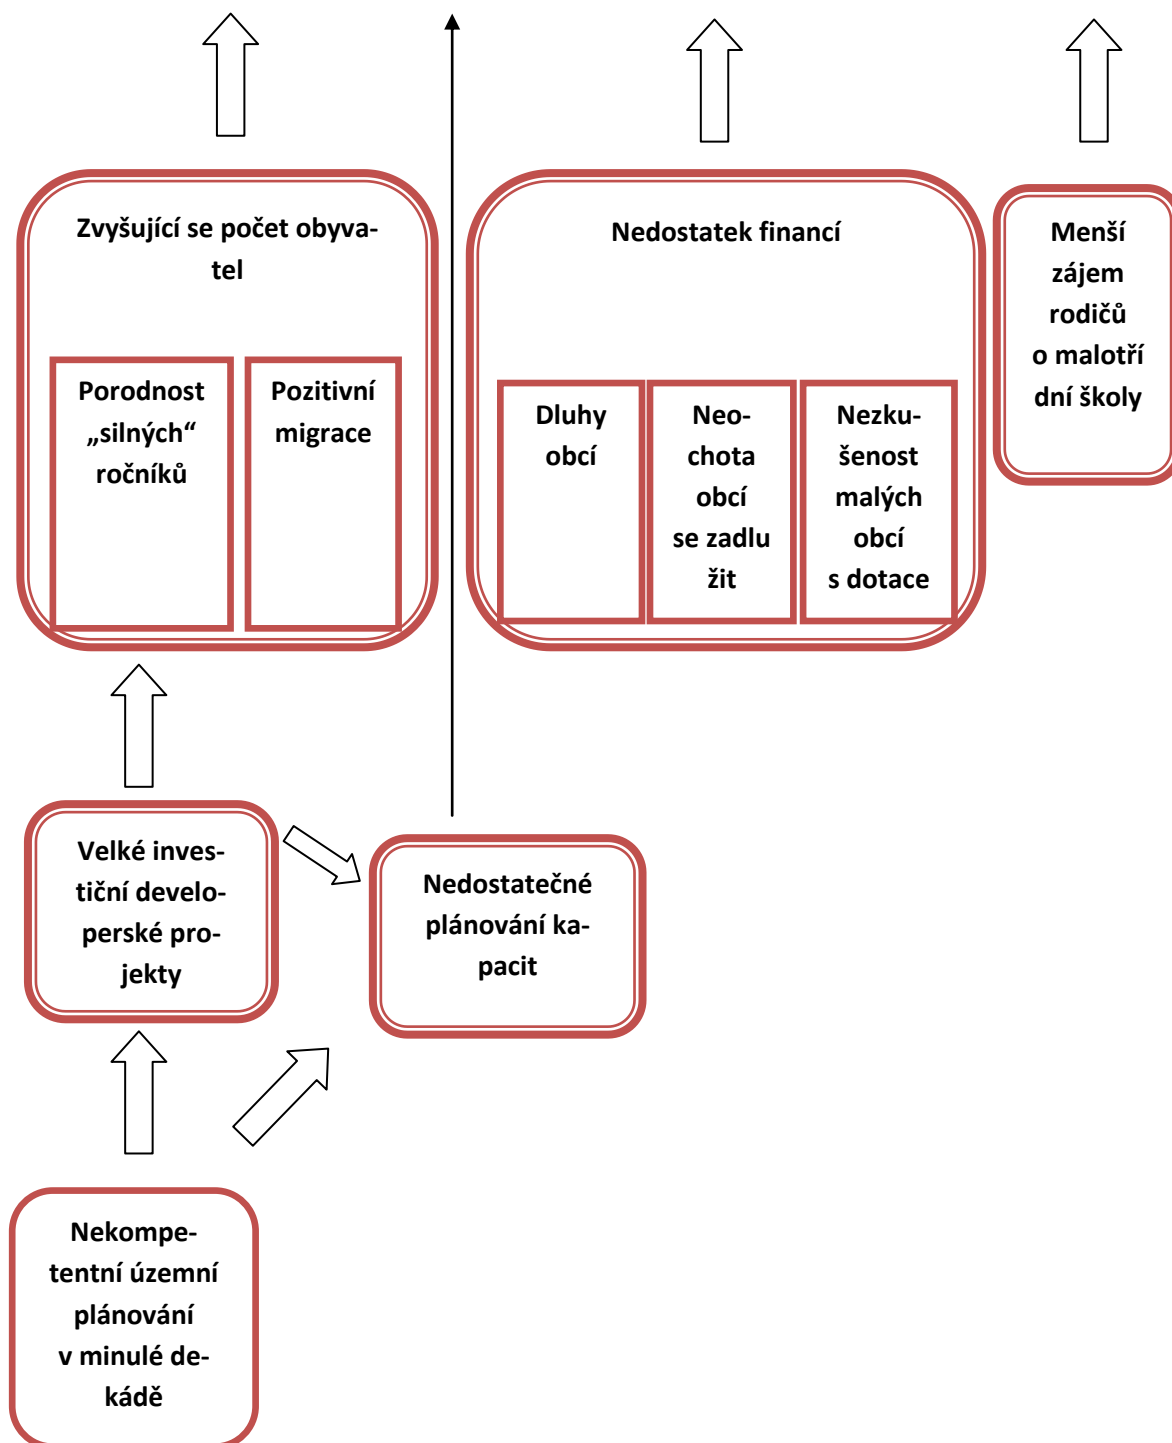 Zvyšující se počet obyva-
tel
Porodnost
„silných“
ročníků
Pozitivní
migrace
Nedostatek financí
Dluhy
obcí
Neo-
chota
obcí
se zadlu
žit
Nezku-
šenost
malých
obcí
s dotace
Menší
zájem
rodičů
o malotří
dní školy
Velké inves-
tiční develo-
perské pro-
jekty
Nedostatečné
plánování ka-
pacit
Nekompe-
tentní územní
plánování
v minulé de-
kádě